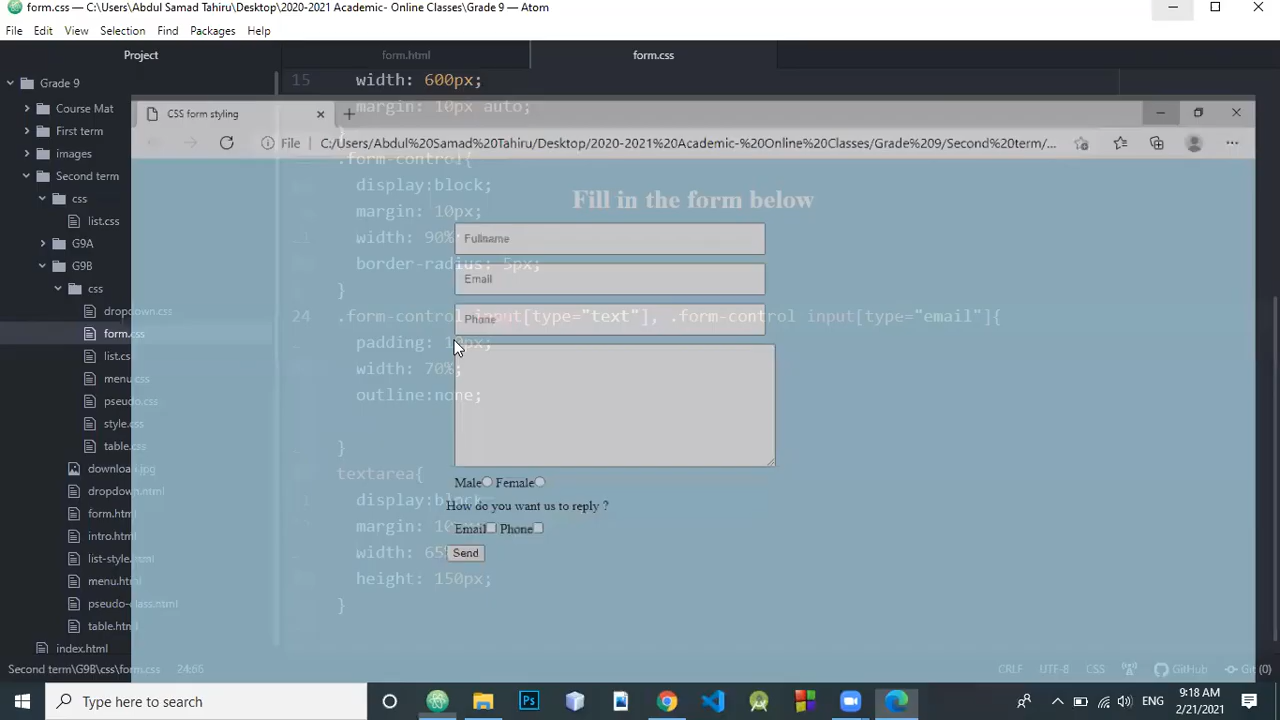 form.css — C:\Users\Abdul Samad Tahiru\Desktop\2020-2021 Academic- Online Classes\Grade 9 — Atom
File Edit View Selection Find Packages Help
Project form.html form.css
Grade 9
Course Mat
First term
images
Second term
css
list.css
G9A
G9B
css
dropdown.css
form.css
list.c
menu.css
pseudo.css
style.css
table.css
download.jpg
dropdown.html
form.html
intro.html
list-style.html
menu.html
pseudo-class.html
table.html
index.html
15 width: 600px;
margin: 10px auto;
}
.form-control{
display:block;
margin: 10px;
width: 90%;
border-radius: 5px;
}
24 .form-control input[type="text"], .form-control input[type="email"]{
padding: 10px;
width: 70%;
outline:none;
}
textarea{
display:block
margin: 10px
width: 65
height: 150px;
}
CSS form styling
File C:/Users/Abdul%20Samad%20Tahiru/Desktop/2020-2021%20Academic-%20Online%20Classes/Grade%209/Second%20term/...
Fill in the form below
Fullname
Email
Phone
Male Female
How do you want us to reply ?
Email Phone
Send
Second term\G9B\css\form.css 24:66 CRLF UTF-8 CSS GitHub Git (0)
Type here to search ENG 9:18 AM
2/21/2021